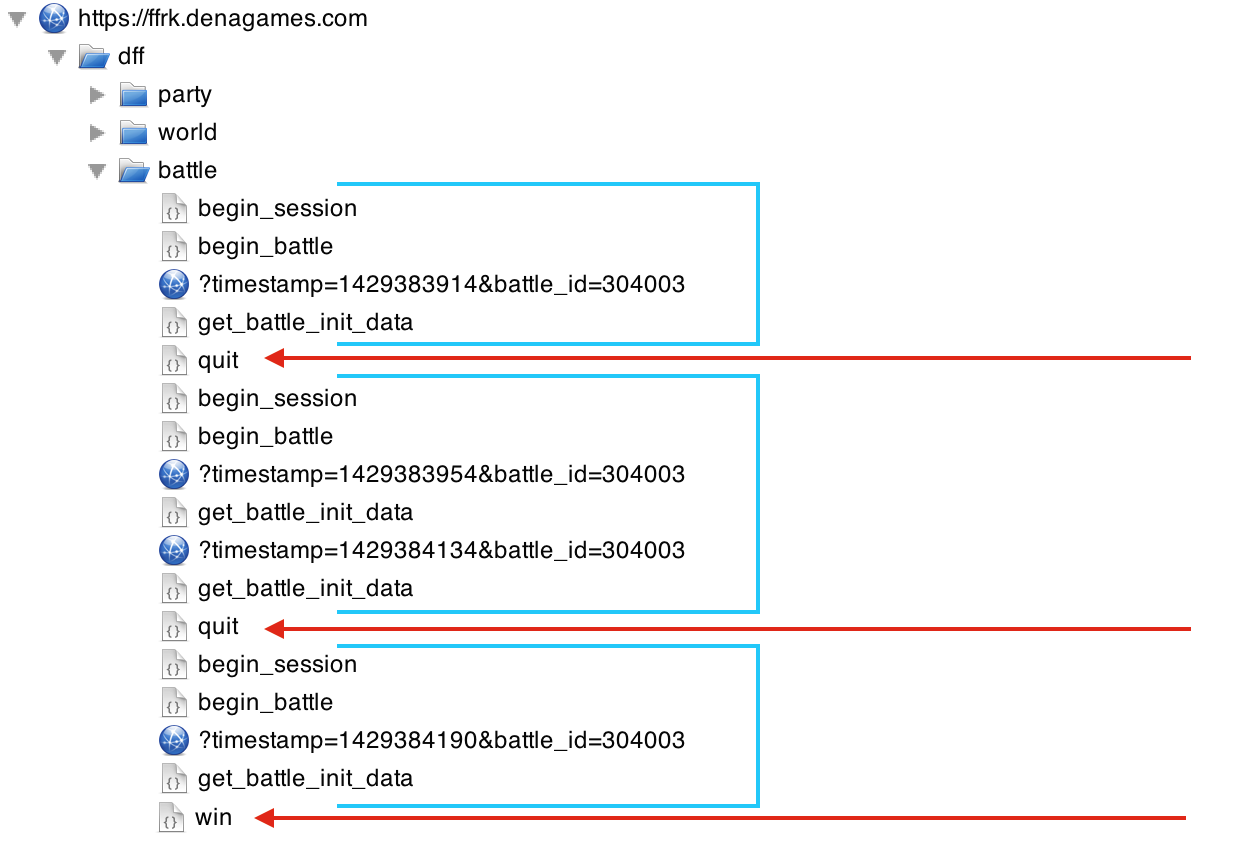 https://ffrk.denagames.com
dff
party
world
battle
begin_session
begin_battle
?timestamp=1429383914&battle_id=304003
get_battle_init_data
quit
begin_session
begin_battle
?timestamp=1429383954&battle_id=304003
get_battle_init_data
?timestamp=1429384134&battle_id=304003
get_battle_init_data
quit
begin_session
begin_battle
?timestamp=1429384190&battle_id=304003
get_battle_init_data
win